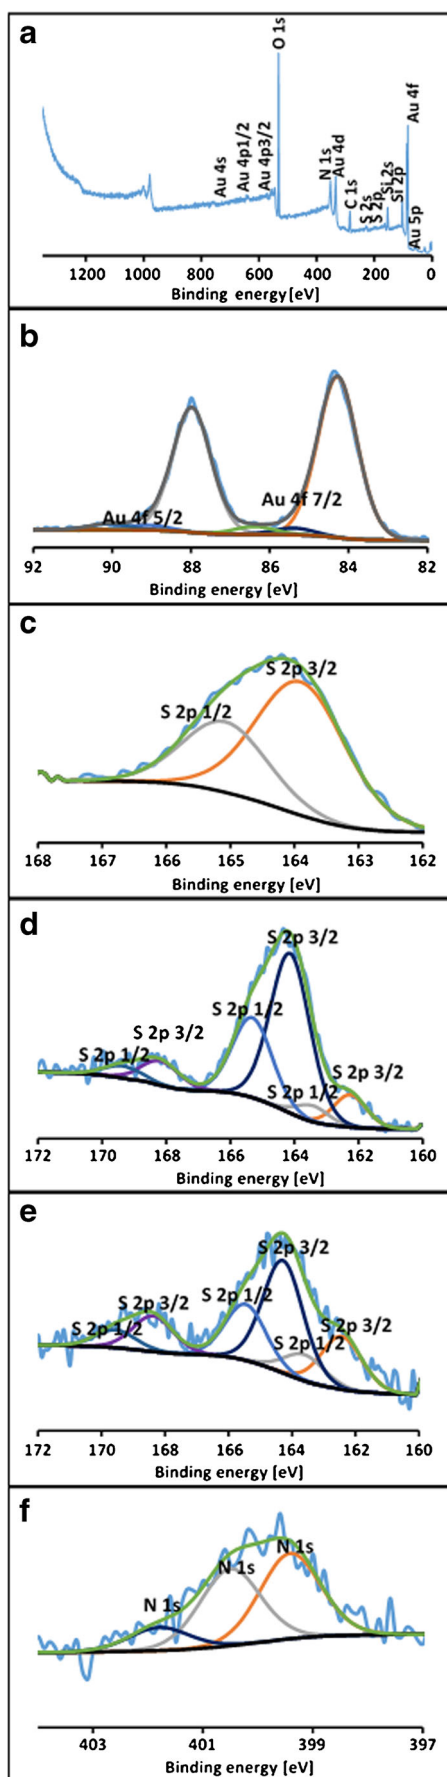 a
O 1s
Au 4s
Au 4p1/2
Au 4p3/2
N 1s
Au 4d
C 1s
S 2s
S 2p
Si 2s
Si 2p
Au 4f
Au 5p
1200 1000 800 600 400 200 0
Binding energy[eV]
b
Au 4f 5/2
Au 4f 7/2
92 90 88 86 84 82
Binding energy [eV]
c
S 2p 3/2
S 2p 1/2
168 167 166 165 164 163 162
Binding energy [eV]
d
S 2p 3/2
S 2p 1/2
S 2p 3/2
S 2p 1/2
S 2p 3/2
S 2p 1/2
172 170 168 166 164 162 160
Binding energy [eV]
e
S 2p 3/2
S 2p 1/2
S 2p 3/2
S 2p 3/2
S 2p 1/2
S 2p 1/2
172 170 168 166 164 162 160
Binding energy [eV]
f
N 1s
N 1s
N 1s
403 401 399 397
Binding energy [eV]